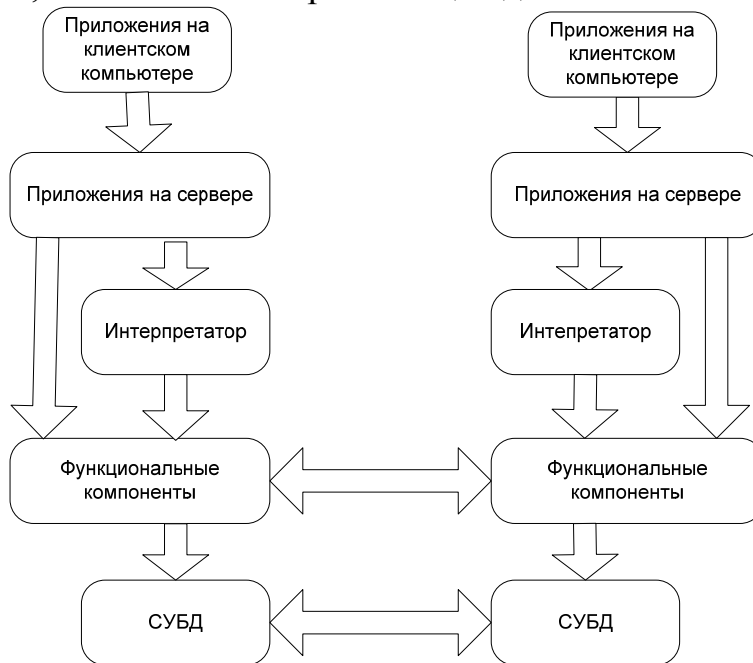 Приложения на
клиентском
компьютере
Приложения на
клиентском
компьютере
Приложения на сервере
Приложения на сервере
Интерпретатор
Интепретатор
Функциональные
компоненты
Функциональные
компоненты
СУБД
СУБД